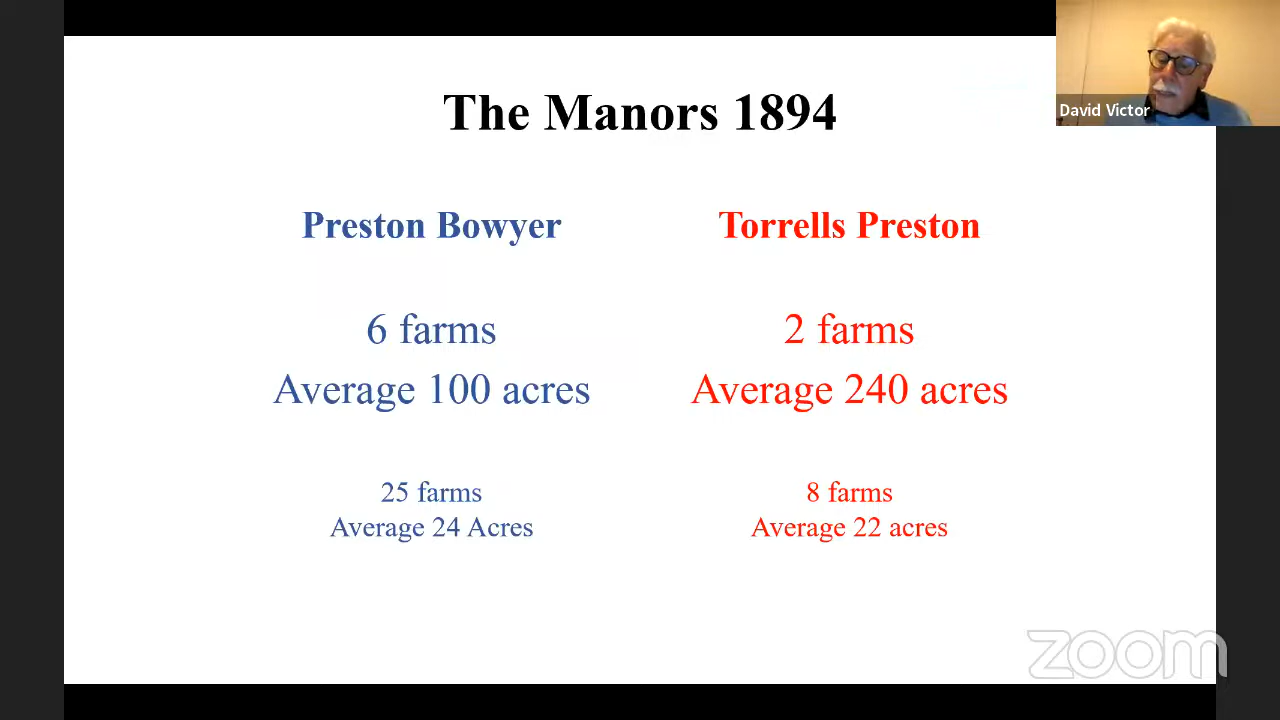 The Manors 1894
David Victor
Preston Bowyer
Torrells Preston
6 farms
Average 100 acres
2 farms
Average 240 acres
25 farms
Average 24 Acres
8 farms
Average 22 acres
zoom